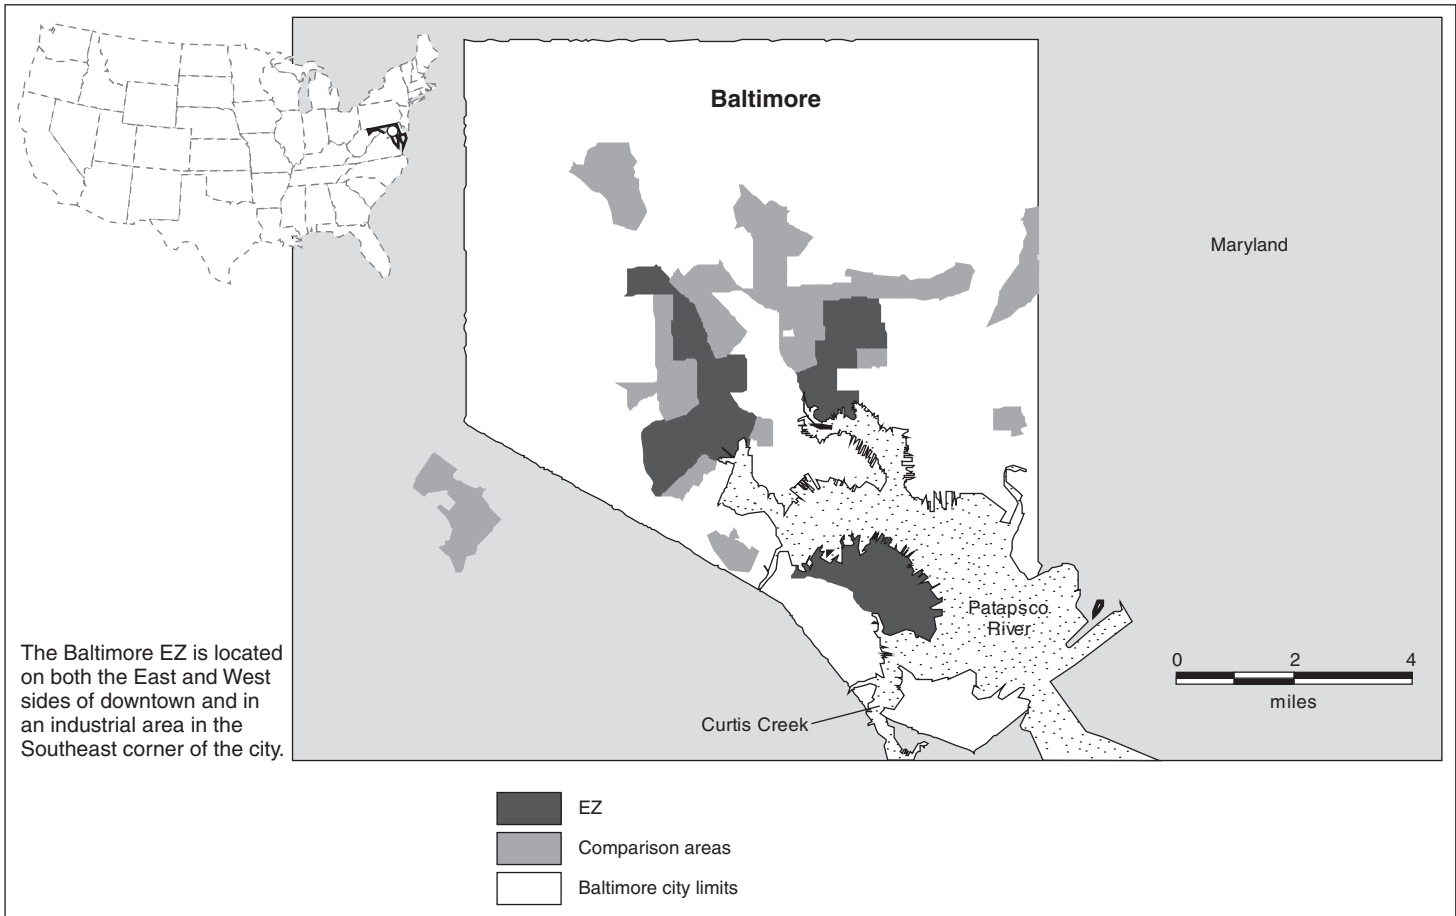 Baltimore
Maryland
The Baltimore EZ is located
on both the East and West
sides of downtown and in
an industrial area in the
Southeast corner of the city.
Patapsco
River
0 2 4
miles
Curtis Creek
EZ
Comparison areas
Baltimore city limits